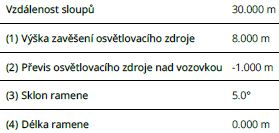 Vzdálenost sloupů 30.000 m
(1) Výška zavěšení osvětlovacího zdroje 8.000 m
(2) Převis osvětlovacího zdroje nad vozovkou -1.000 m
(3) Sklon ramene 5.0°
(4) Délka ramene 0.000 m